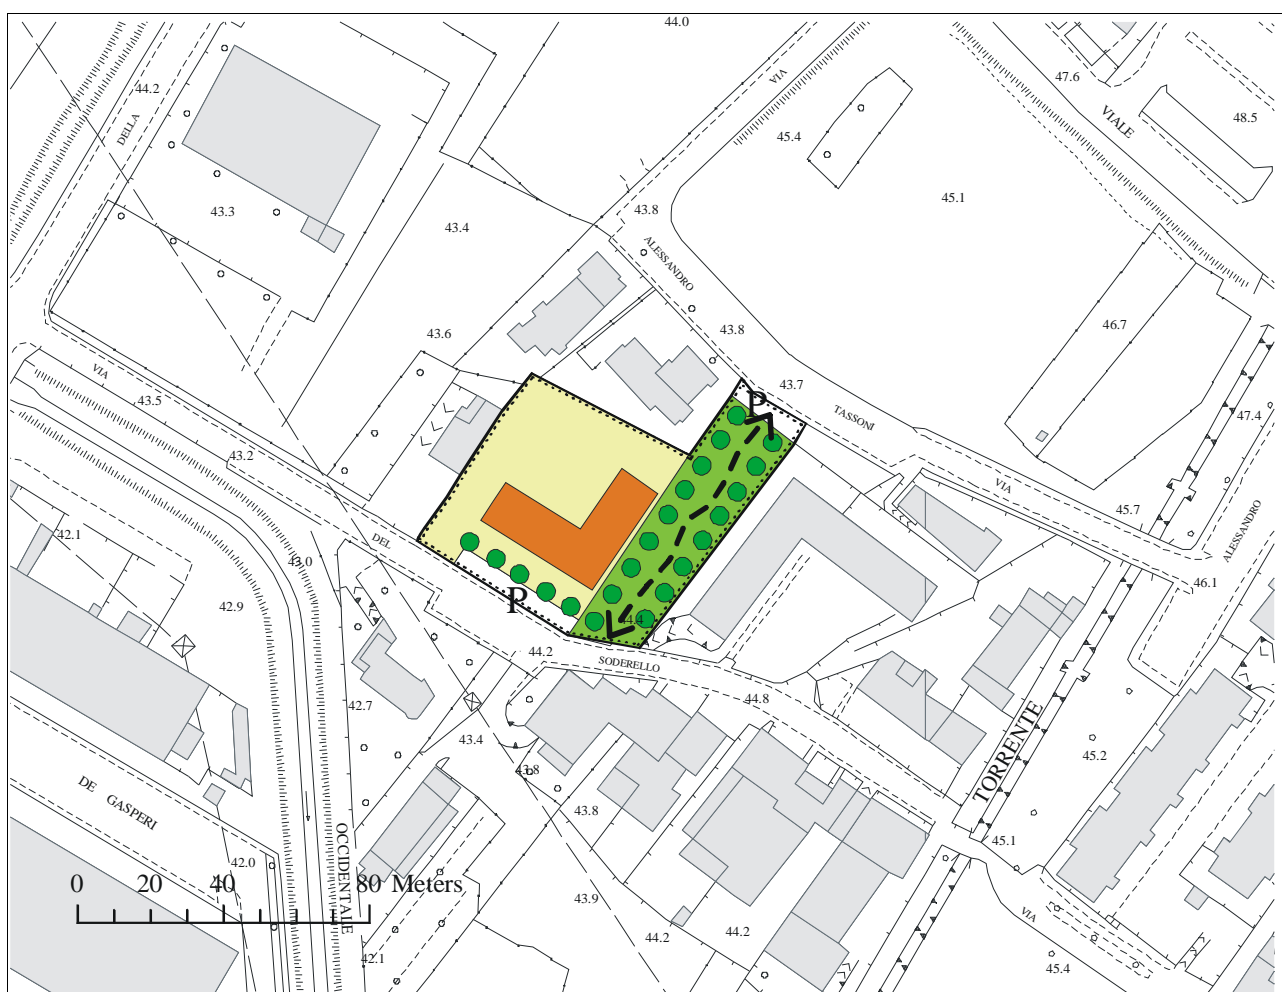 44.0
VIA
47.6
44.2
VIALE
48.5
DELLA
45.4
45.1
43.3
43.8
43.4
ALESSANDRO
46.7
43.6
43.8
VIA
43.7
43.5
P
TASSONI
47.4
43.2
VIA
45.7
42.1
DEL
ALESSANDRO
43.0
46.1
42.9
P
44.4
44.2
SODERELLO
42.7
44.8
43.4
TORRENTE
45.2
43.8
DE GASPERI
43.8
45.1
OCCIDENTALE
42.0
0 20 40 80 Meters
43.9
VIA
44.2
44.2
42.1
45.4